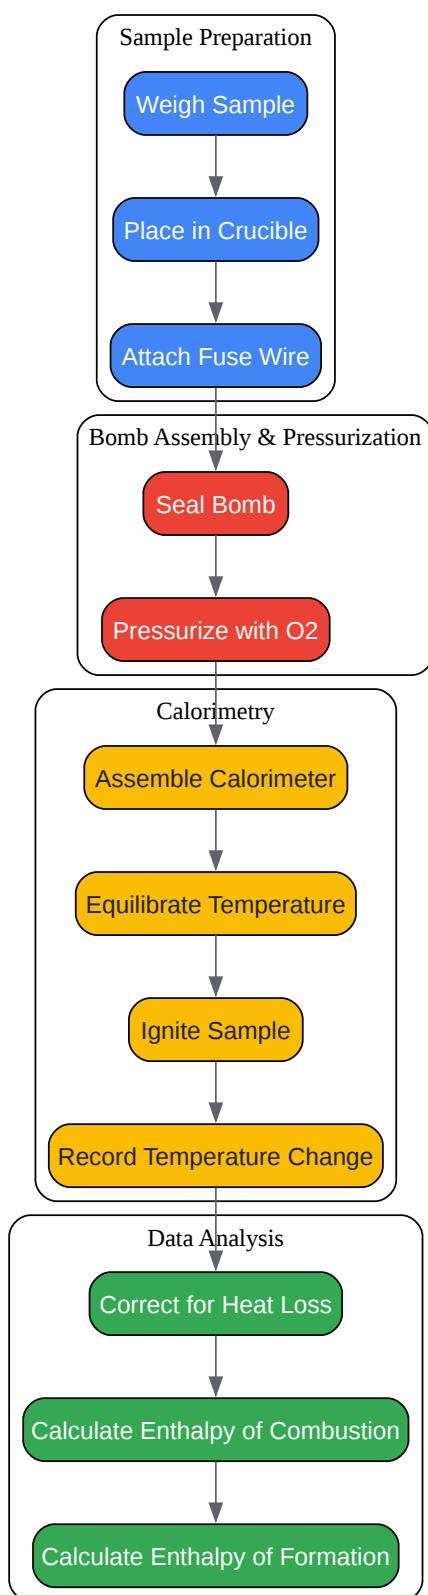 Sample Preparation
Weigh Sample
Place in Crucible
Attach Fuse Wire
Bomb Assembly & Pressurization
Seal Bomb
Pressurize with O2
Calorimetry
Assemble Calorimeter
Equilibrate Temperature
Ignite Sample
Record Temperature Change
Data Analysis
Correct for Heat Loss
Calculate Enthalpy of Combustion
Calculate Enthalpy of Formation